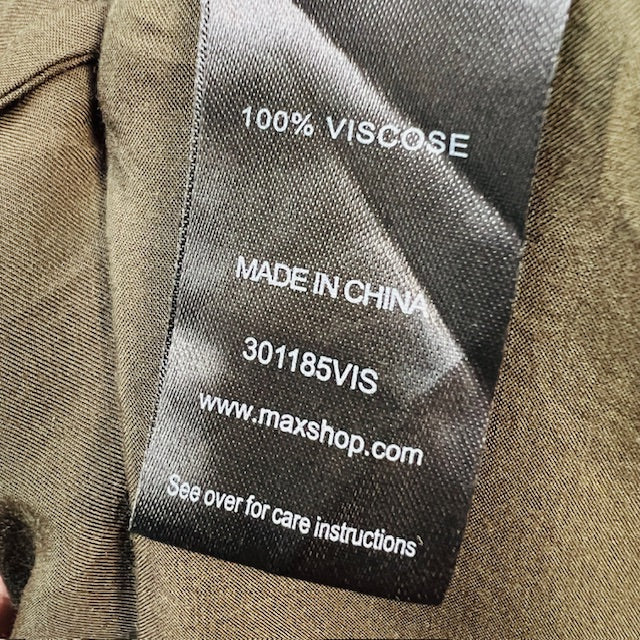 100% VISCOSE
MADE IN CHINA
301185VIS
www.maxshop.com
See over for care instructions